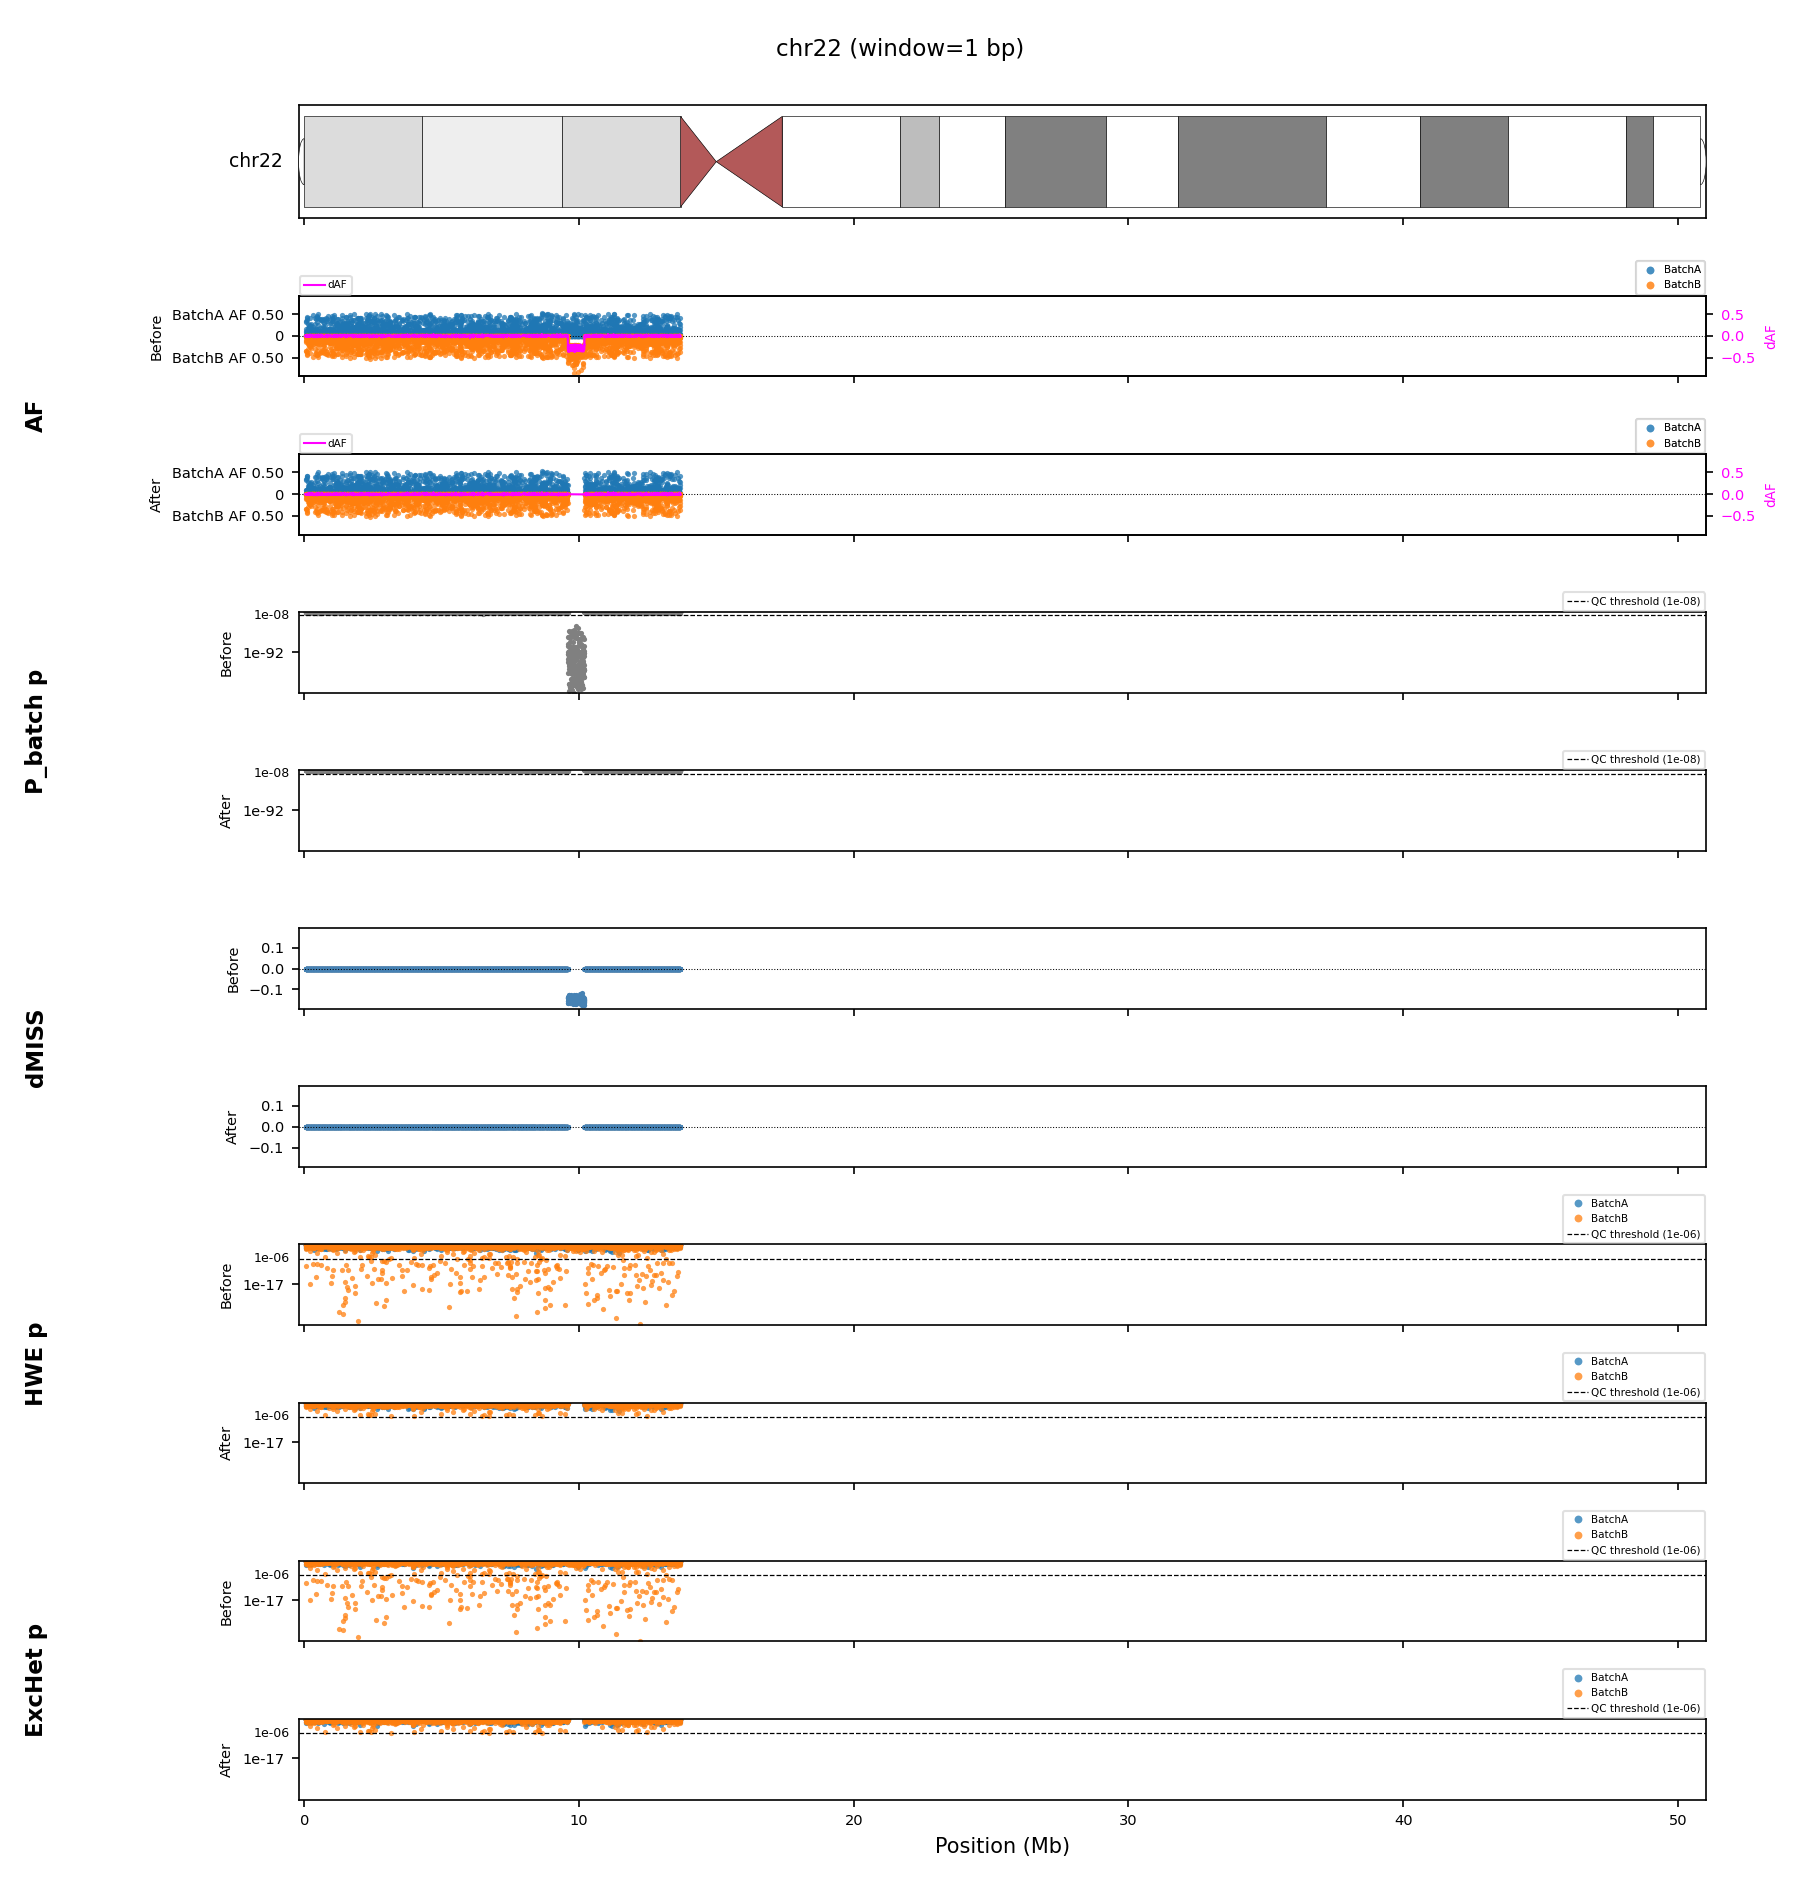 chr22 (window=1 bp)
chr22
AF
Before
dAF
BatchA
BatchB
BatchA AF 0.50
0
BatchB AF 0.50
0.5
0.0
−0.5
dAF
After
dAF
BatchA
BatchB
BatchA AF 0.50
0
BatchB AF 0.50
0.5
0.0
−0.5
dAF
P_batch p
Before
QC threshold (1e-08)
1e-08
1e-92
After
QC threshold (1e-08)
1e-08
1e-92
dMISS
Before
0.1
0.0
−0.1
After
0.1
0.0
−0.1
HWE p
Before
BatchA
BatchB
QC threshold (1e-06)
1e-06
1e-17
After
BatchA
BatchB
QC threshold (1e-06)
1e-06
1e-17
ExcHet p
Before
BatchA
BatchB
QC threshold (1e-06)
1e-06
1e-17
After
BatchA
BatchB
QC threshold (1e-06)
1e-06
1e-17
0 10 20 30 40 50
Position (Mb)